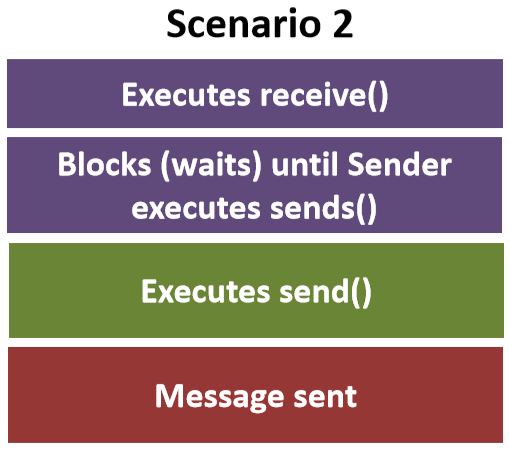 Scenario 2
Executes receive()
Blocks (waits) until Sender
executes sends()
Executes send()
Message sent